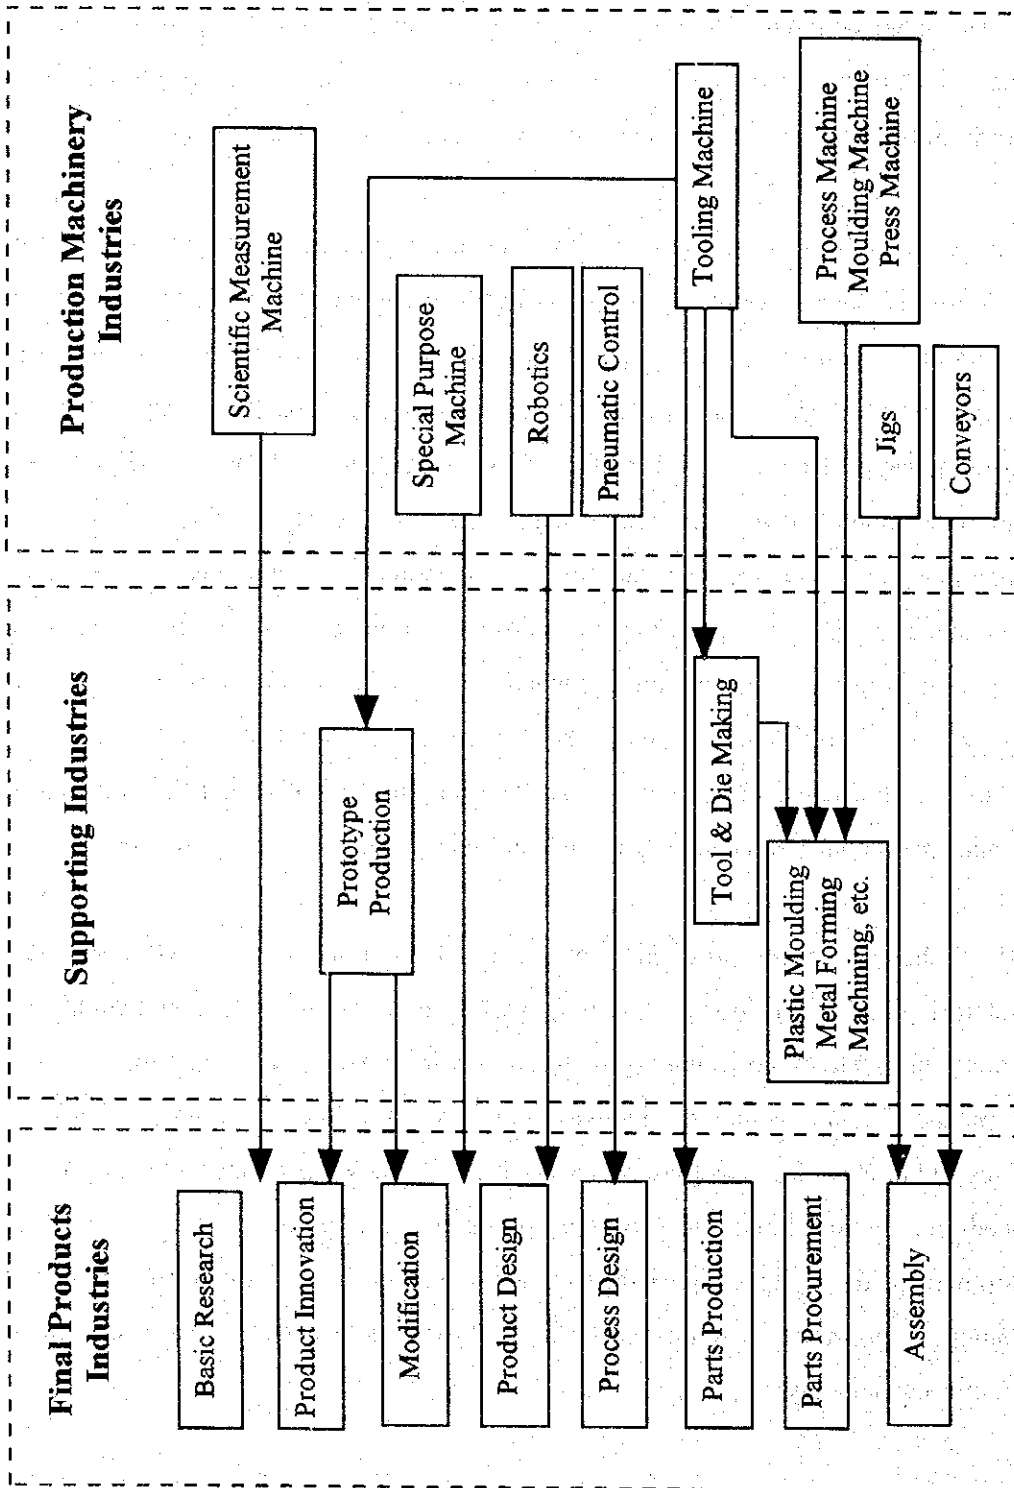 Final Products
Industries
Basic Research
Product Innovation
Modification
Product Design
Process Design
Parts Production
Parts Procurement
Assembly
Supporting Industries
Prototype
Production
Tool & Die Making
Plastic Moulding
Metal Forming
Machining, etc.
Production Machinery
Industries
Scientific Measurement
Machine
Special Purpose
Machine
Robotics
Pneumatic Control
Tooling Machine
Process Machine
Moulding Machine
Press Machine
Jigs
Conveyors